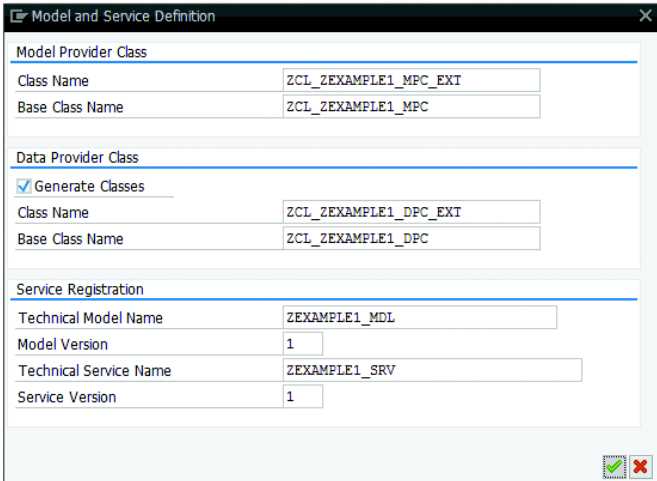 Model and Service Definition
Model Provider Class
Class Name ZCL_ZEXAMPLE1_MPC_EXT
Base Class Name ZCL_ZEXAMPLE1_MPC
Data Provider Class
Generate Classes
Class Name ZCL_ZEXAMPLE1_DPC_EXT
Base Class Name ZCL_ZEXAMPLE1_DPC
Service Registration
Technical Model Name ZEXAMPLE1_MDL
Model Version 1
Technical Service Name ZEXAMPLE1_SRV
Service Version 1